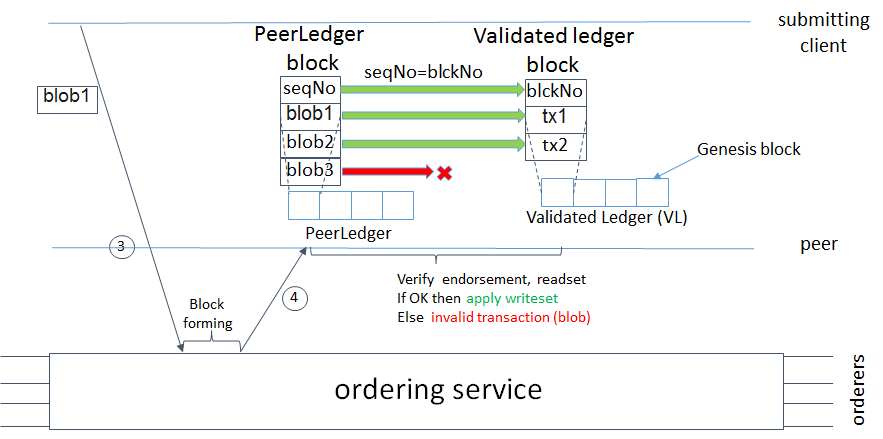 submitting
client
PeerLedger
block
Validated ledger
block
seqNo=blckNo
seqNo
blckNo
blob1
blob1
tx1
blob2
tx2
blob3
Genesis block
PeerLedger
Validated Ledger (VL)
peer
3
4
Verify endorsement, readset
If OK then apply writeset
Else invalid transaction (blob)
Block
forming
ordering service
orderers